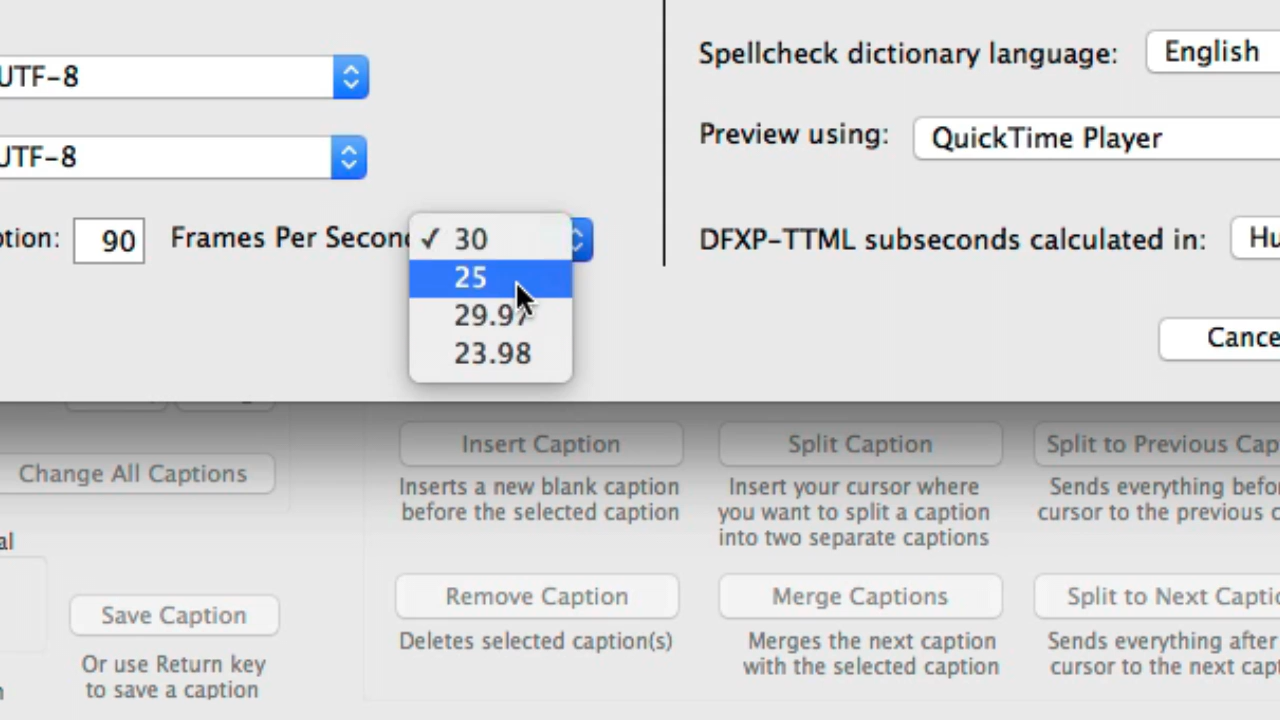 UTF-8
UTF-8
ption: 90 Frames Per Second
✓ 30
25
29.97
23.98
Spellcheck dictionary language: English
Preview using: QuickTime Player
DFXP-TTML subseconds calculated in: Hu
Cance
Change All Captions
al
Save Caption
Or use Return key
to save a caption
n
Insert Caption
Inserts a new blank caption
before the selected caption
Split Caption
Insert your cursor where
you want to split a caption
into two separate captions
Split to Previous Cap
Sends everything befor
cursor to the previous c
Remove Caption
Deletes selected caption(s)
Merge Captions
Merges the next caption
with the selected caption
Split to Next Captio
Sends everything after
cursor to the next capt